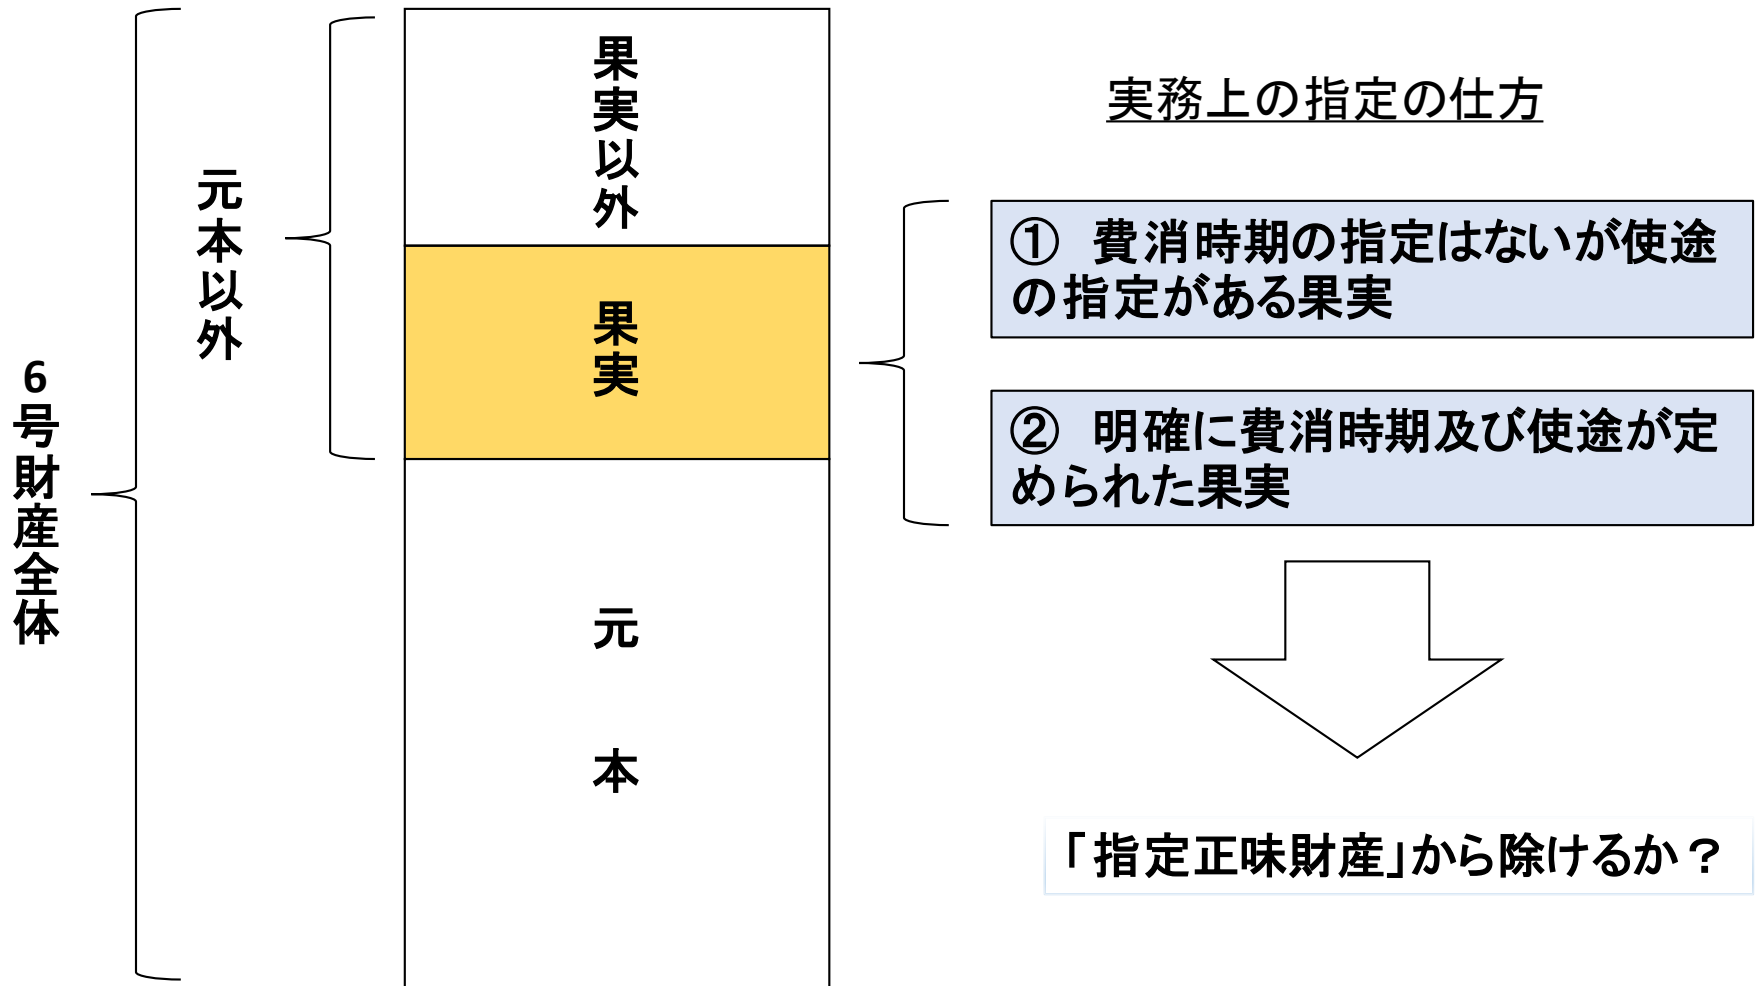 6号財産全体
元本以外
果実以外
果実
元本
実務上の指定の仕方
① 費消時期の指定はないが使途
の指定がある果実
② 明確に費消時期及び使途が定
められた果実
「指定正味財産」から除けるか？